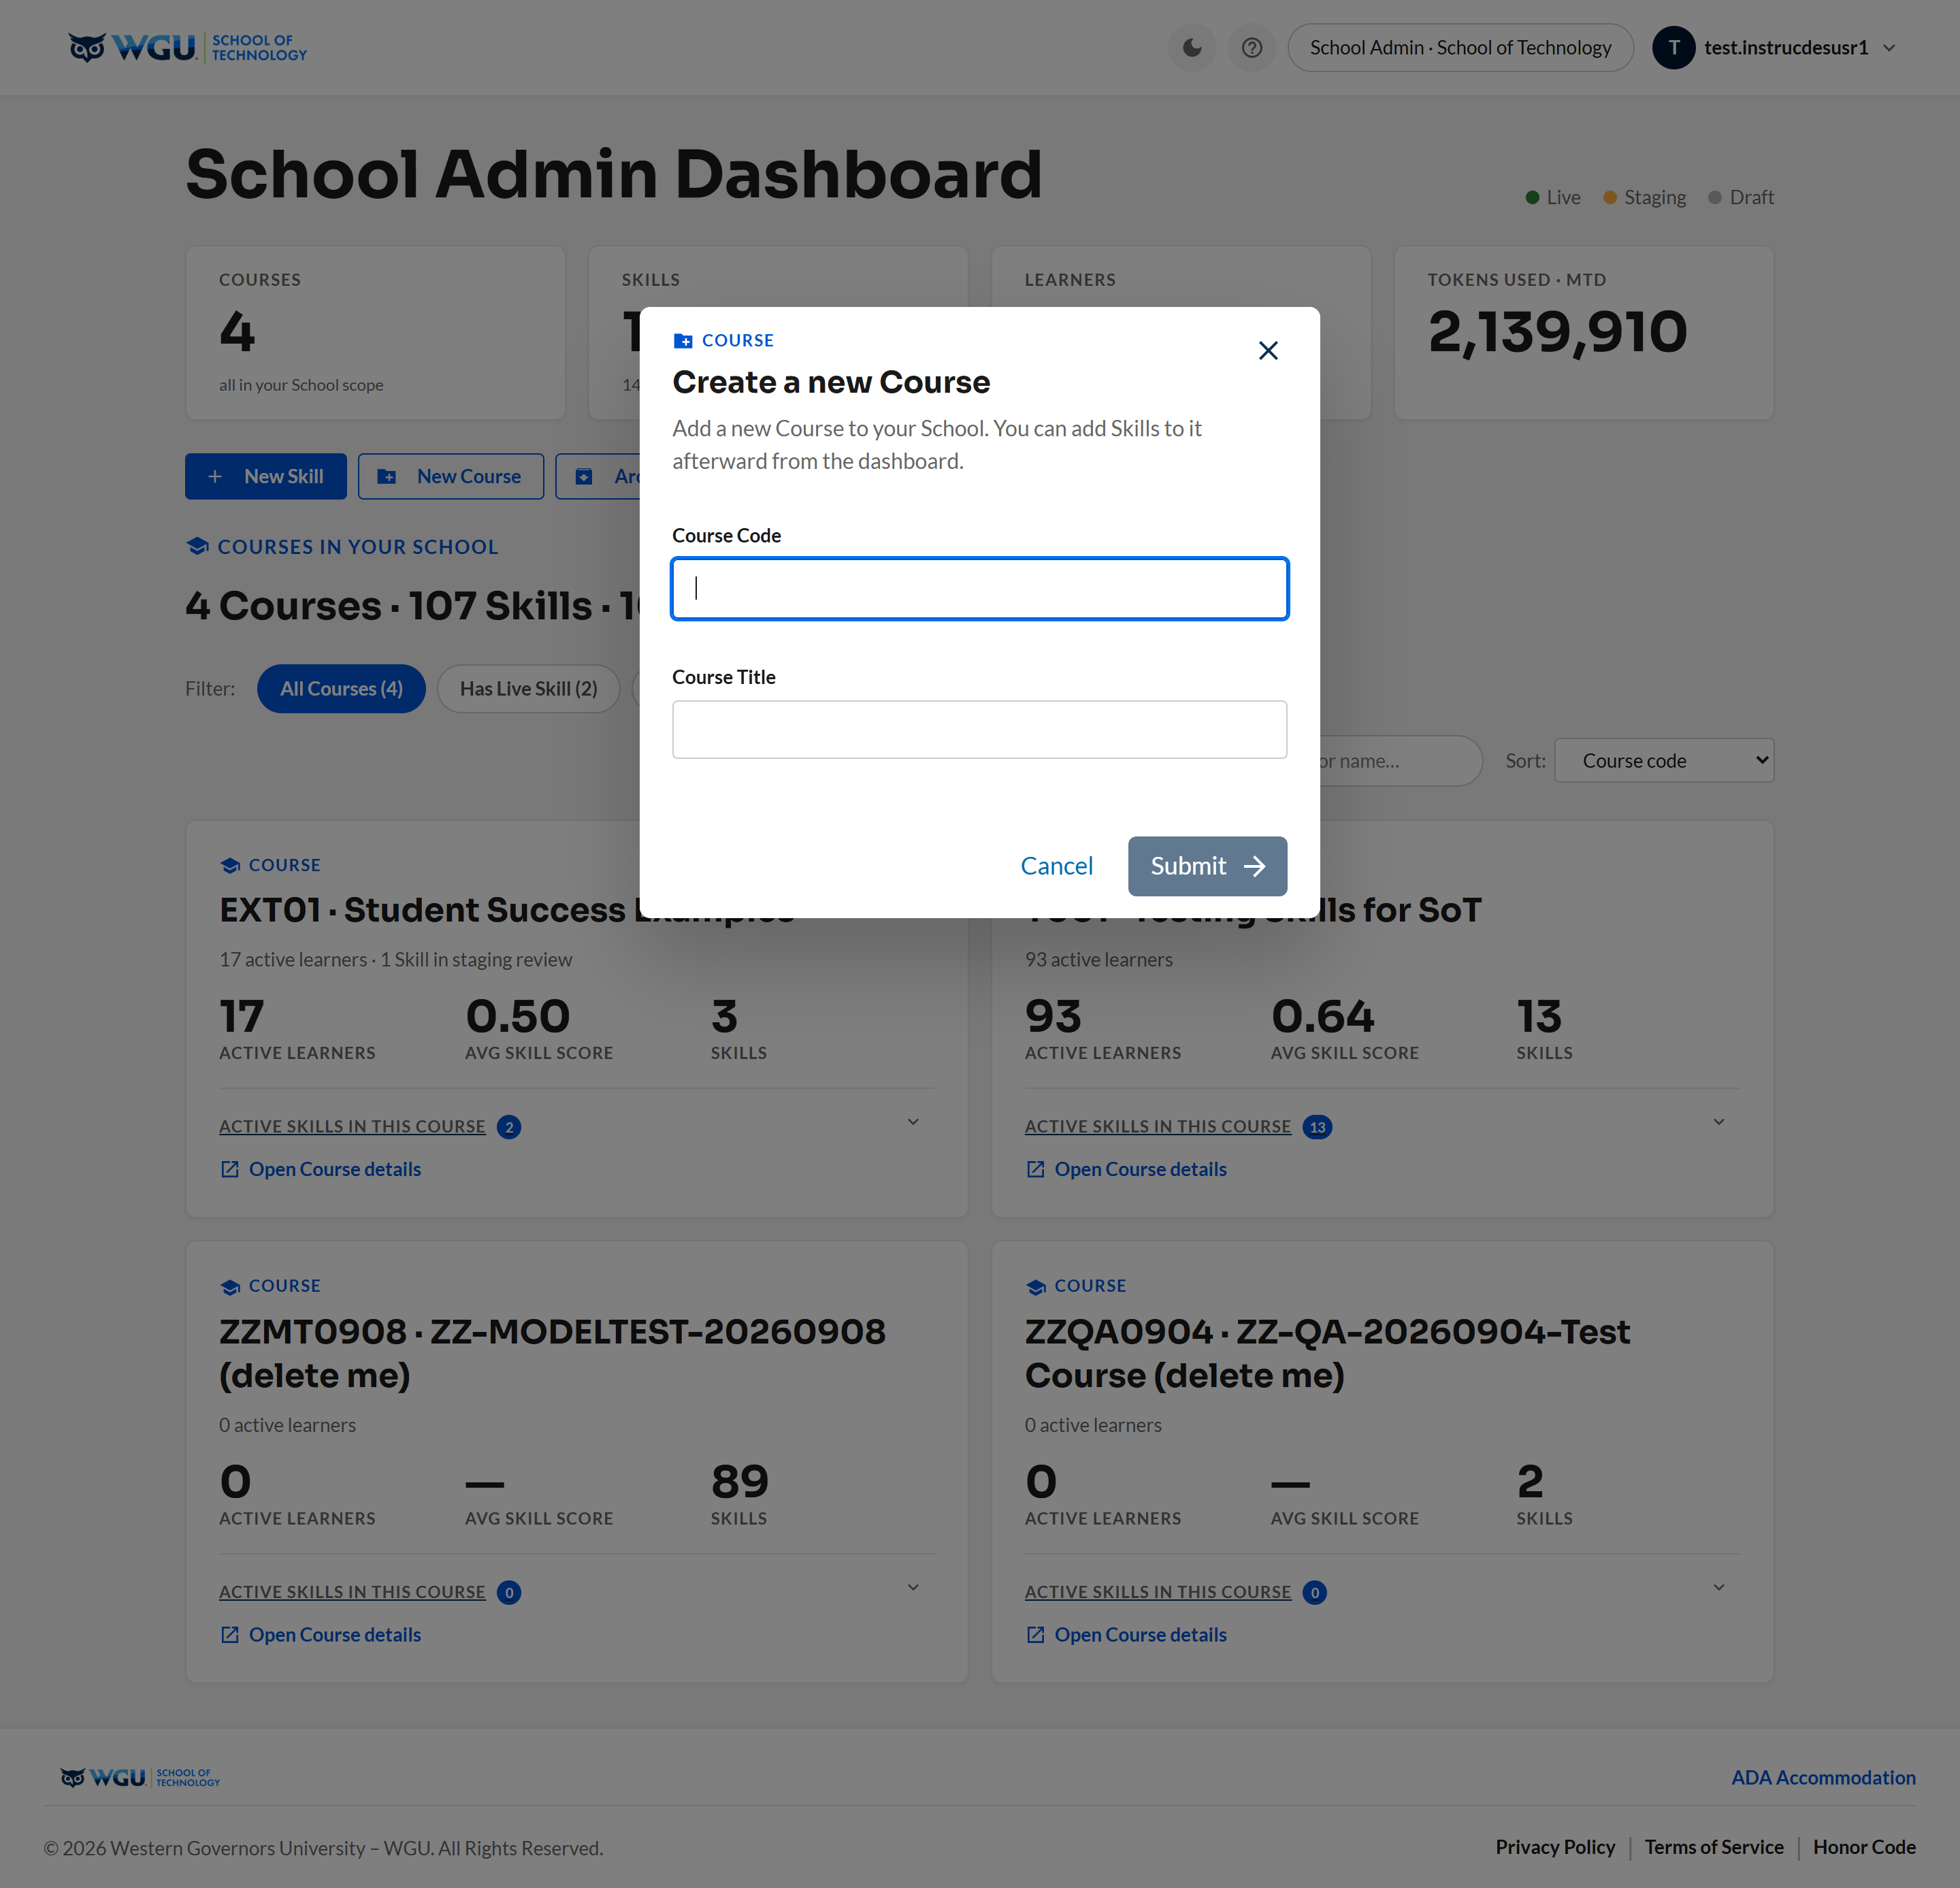 WGU SCHOOL OF TECHNOLOGY
School Admin · School of Technology
T test.instrucdesusr1
School Admin Dashboard
Live Staging Draft
COURSES
4
all in your School scope
SKILLS
LEARNERS
TOKENS USED · MTD
2,139,910
New Skill
New Course
COURSES IN YOUR SCHOOL
4 Courses · 107 Skills ·
Filter: All Courses (4) Has Live Skill (2)
or name...
Sort: Course code
COURSE
Create a new Course
Add a new Course to your School. You can add Skills to it
afterward from the dashboard.
Course Code
Course Title
Cancel
Submit
COURSE
EXT01 · Student Success
17 active learners · 1 Skill in staging review
17 0.50 3
ACTIVE LEARNERS AVG SKILL SCORE SKILLS
ACTIVE SKILLS IN THIS COURSE 2
Open Course details
for SoT
93 active learners
93 0.64 13
ACTIVE LEARNERS AVG SKILL SCORE SKILLS
ACTIVE SKILLS IN THIS COURSE 13
Open Course details
COURSE
ZZMT0908 · ZZ-MODELTEST-20260908
(delete me)
0 active learners
0 — 89
ACTIVE LEARNERS AVG SKILL SCORE SKILLS
ACTIVE SKILLS IN THIS COURSE 0
Open Course details
COURSE
ZZQA0904 · ZZ-QA-20260904-Test
Course (delete me)
0 active learners
0 — 2
ACTIVE LEARNERS AVG SKILL SCORE SKILLS
ACTIVE SKILLS IN THIS COURSE 0
Open Course details
WGU SCHOOL OF TECHNOLOGY
ADA Accommodation
© 2026 Western Governors University – WGU. All Rights Reserved.
Privacy Policy | Terms of Service | Honor Code